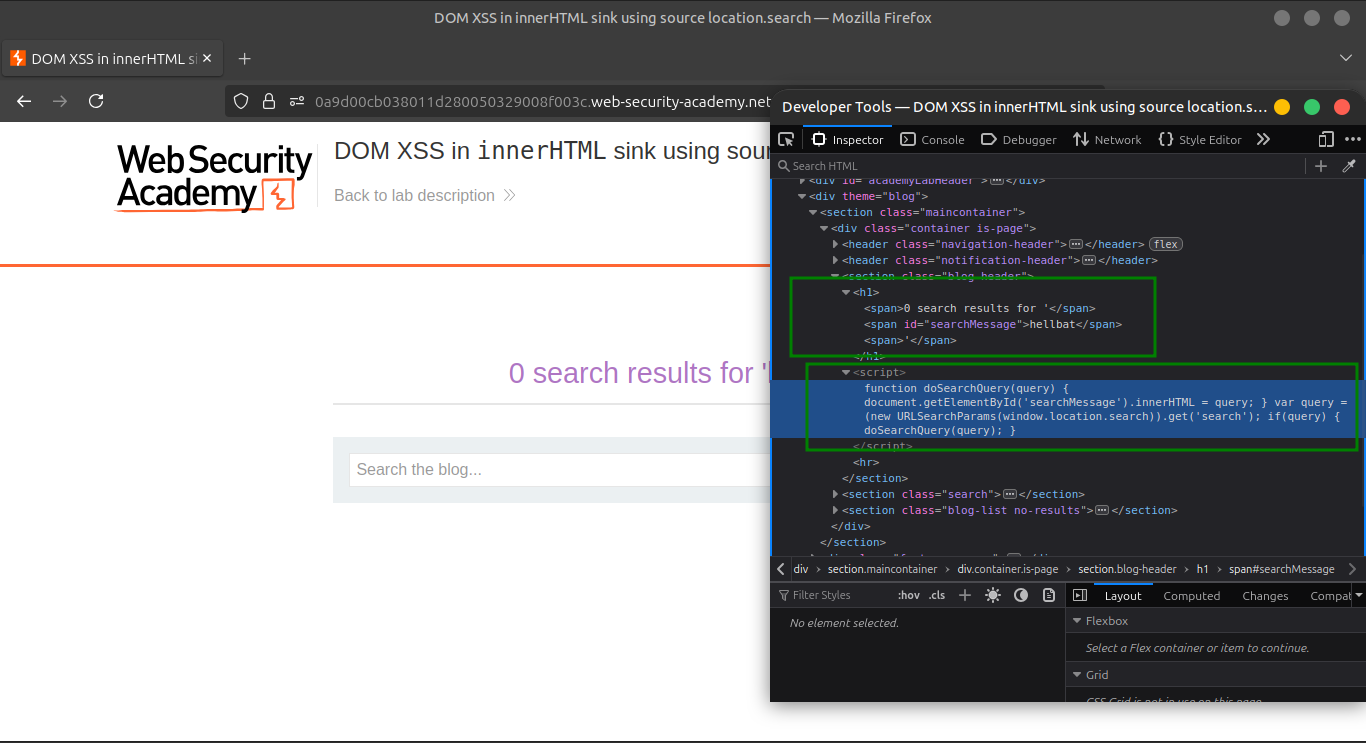 DOM XSS in innerHTML sink using source location.search — Mozilla Firefox
DOM XSS in innerHTML si
0a9d00cb038011d280050329008f003c.web-security-academy.net
Developer Tools — DOM XSS in innerHTML sink using source location.s...
Web Security
Academy
DOM XSS in innerHTML sink using sour
Back to lab description
0 search results for '
Search the blog...
Inspector
Console
Debugger
Network
{} Style Editor
Search HTML
<div id="academyLabHeader">···</div>
<div theme="blog">
<section class="maincontainer">
<div class="container is-page">
<header class="navigation-header">···</header> flex
<header class="notification-header">···</header>
<section class="blog-header">
<h1>
<span>0 search results for '</span>
<span id="searchMessage">hellbat</span>
<span>'</span>
</h1>
<script>
function doSearchQuery(query) {
document.getElementById('searchMessage').innerHTML = query; } var query =
(new URLSearchParams(window.location.search)).get('search'); if(query) {
doSearchQuery(query); }
</script>
<hr>
</section>
<section class="search">···</section>
<section class="blog-list no-results">···</section>
</div>
</section>
div › section.maincontainer › div.container.is-page › section.blog-header › h1 › span#searchMessage
Filter Styles
:hov .cls
Layout
Computed
Changes
Compat
No element selected.
Flexbox
Select a Flex container or item to continue.
Grid
CSS Grid is not in use on this page